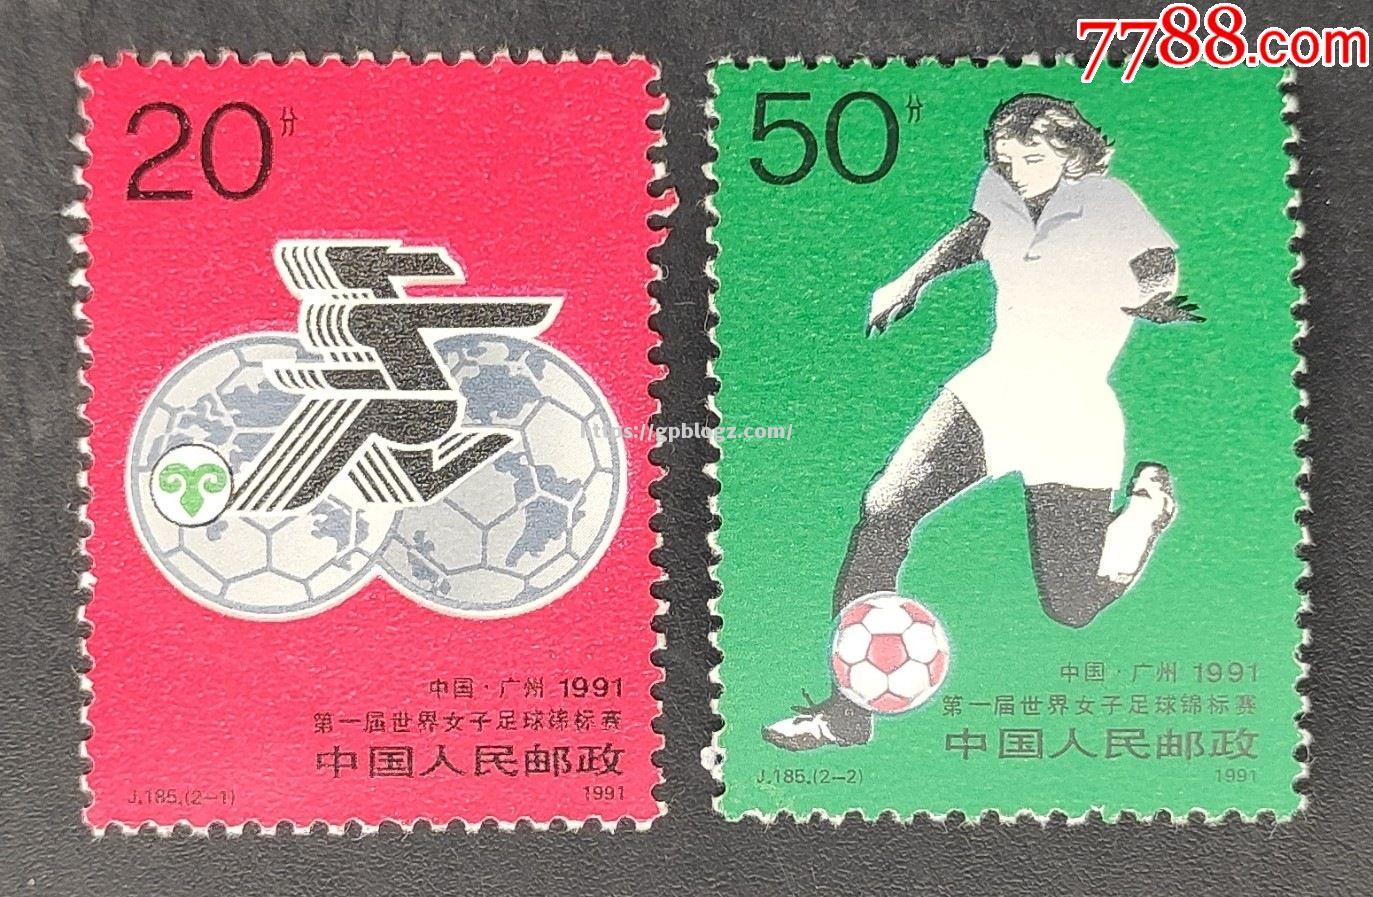 7788.com
20分
中国·广州 1991
第一届世界女子足球锦标赛
中国人民邮政
J.185.(2-1)
1991
https://gpblogz.com/
50分
中国·广州 1991
第一届世界女子足球锦标赛
中国人民邮政
J.185.(2-2)
1991